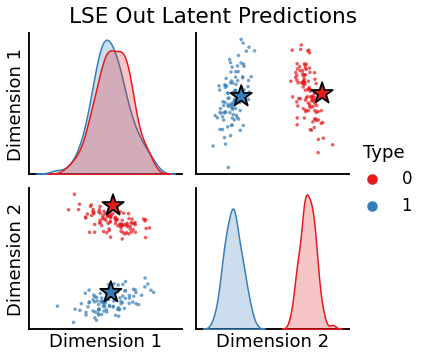 LSE Out Latent Predictions
Dimension 1
Type
0
1
Dimension 2
Dimension 1
Dimension 2